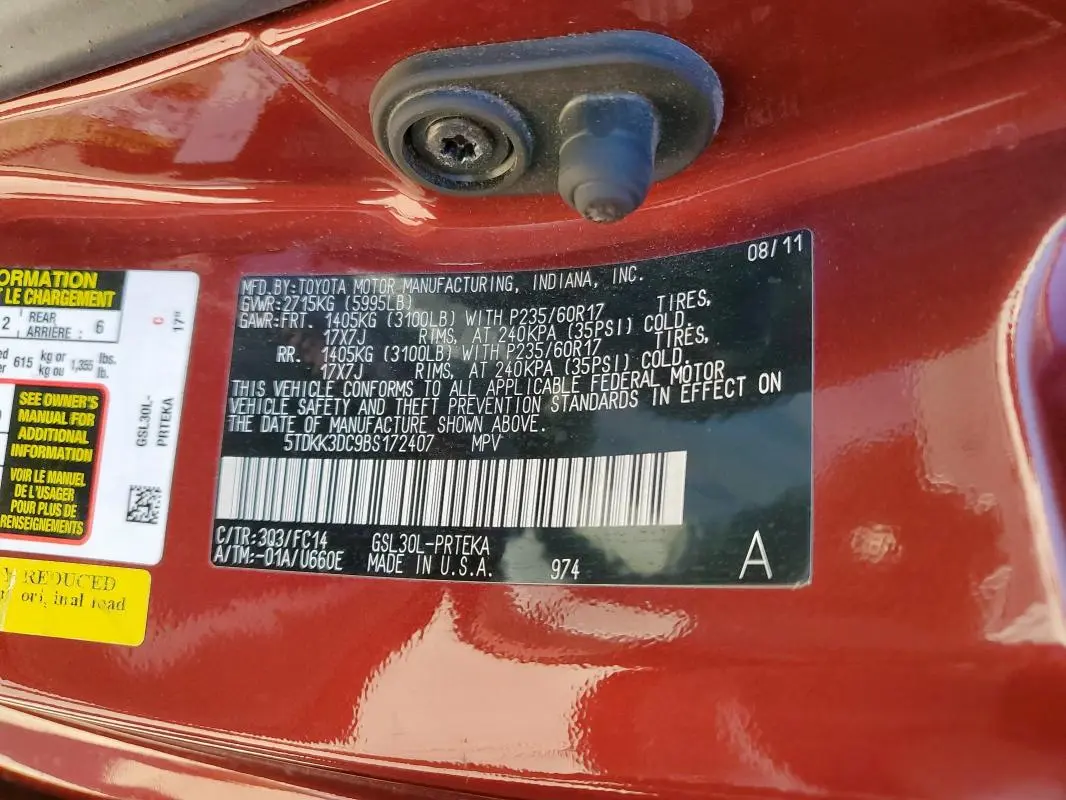 08/11
MFD.BY:TOYOTA MOTOR MANUFACTURING, INDIANA, INC.
GVWR:2715KG (5995LB)
GAWR:FRT. 1405KG (3100LB) WITH P235/60R17 TIRES,
17X7J RIMS, AT 240KPA (35PSI) COLD.
RR. 1405KG (3100LB) WITH P235/60R17 TIRES,
17X7J RIMS, AT 240KPA (35PSI) COLD.
THIS VEHICLE CONFORMS TO ALL APPLICABLE FEDERAL MOTOR
VEHICLE SAFETY AND THEFT PREVENTION STANDARDS IN EFFECT ON
THE DATE OF MANUFACTURE SHOWN ABOVE.
5TDKK3DC9BS172407 MPV
C/TR:3Q3/FC14 GSL30L-PRTEKA
A/TM:-01A/U660E MADE IN U.S.A. 974
A
ORMATION
LE CHARGEMENT
2 REAR
ARRIÈRE : 6
615 kg or
kg ou 1,355 lbs.
lb.
SEE OWNER'S
MANUAL FOR
ADDITIONAL
INFORMATION
VOIR LE MANUEL
DE L'USAGER
POUR PLUS DE
RENSEIGNEMENTS
C 17"
GSL30L-
PRTEKA
REDUCED
load